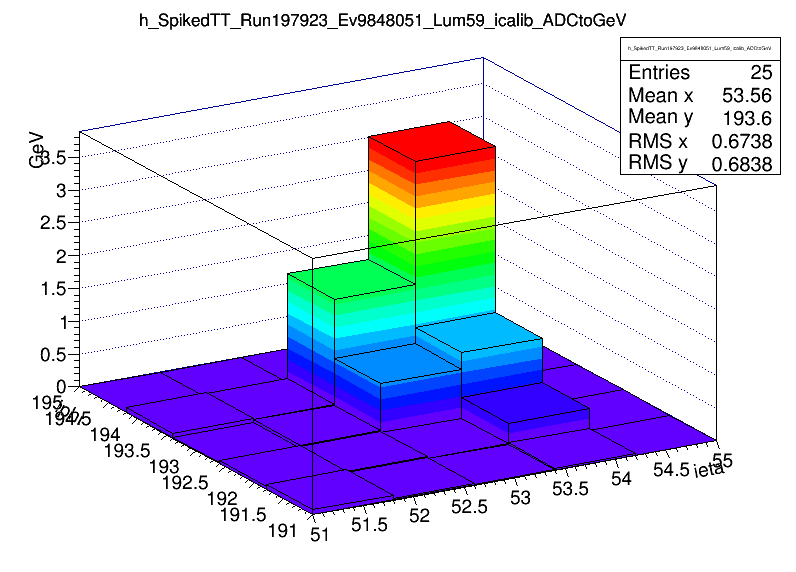 h_SpikedTT_Run197923_Ev9848051_Lum59_icalib_ADCtoGeV
h_SpikedTT_Run197923_Ev9848051_Lum59_icalib_ADCtoGeV
Entries 25
Mean x 53.56
Mean y 193.6
RMS x 0.6738
RMS y 0.6838
GeV
3.5
3
2.5
2
1.5
1
0.5
0
195
194.5
194
193.5
193
192.5
192
191.5
191
51
51.5
52
52.5
53
53.5
54
54.5
55
ieta